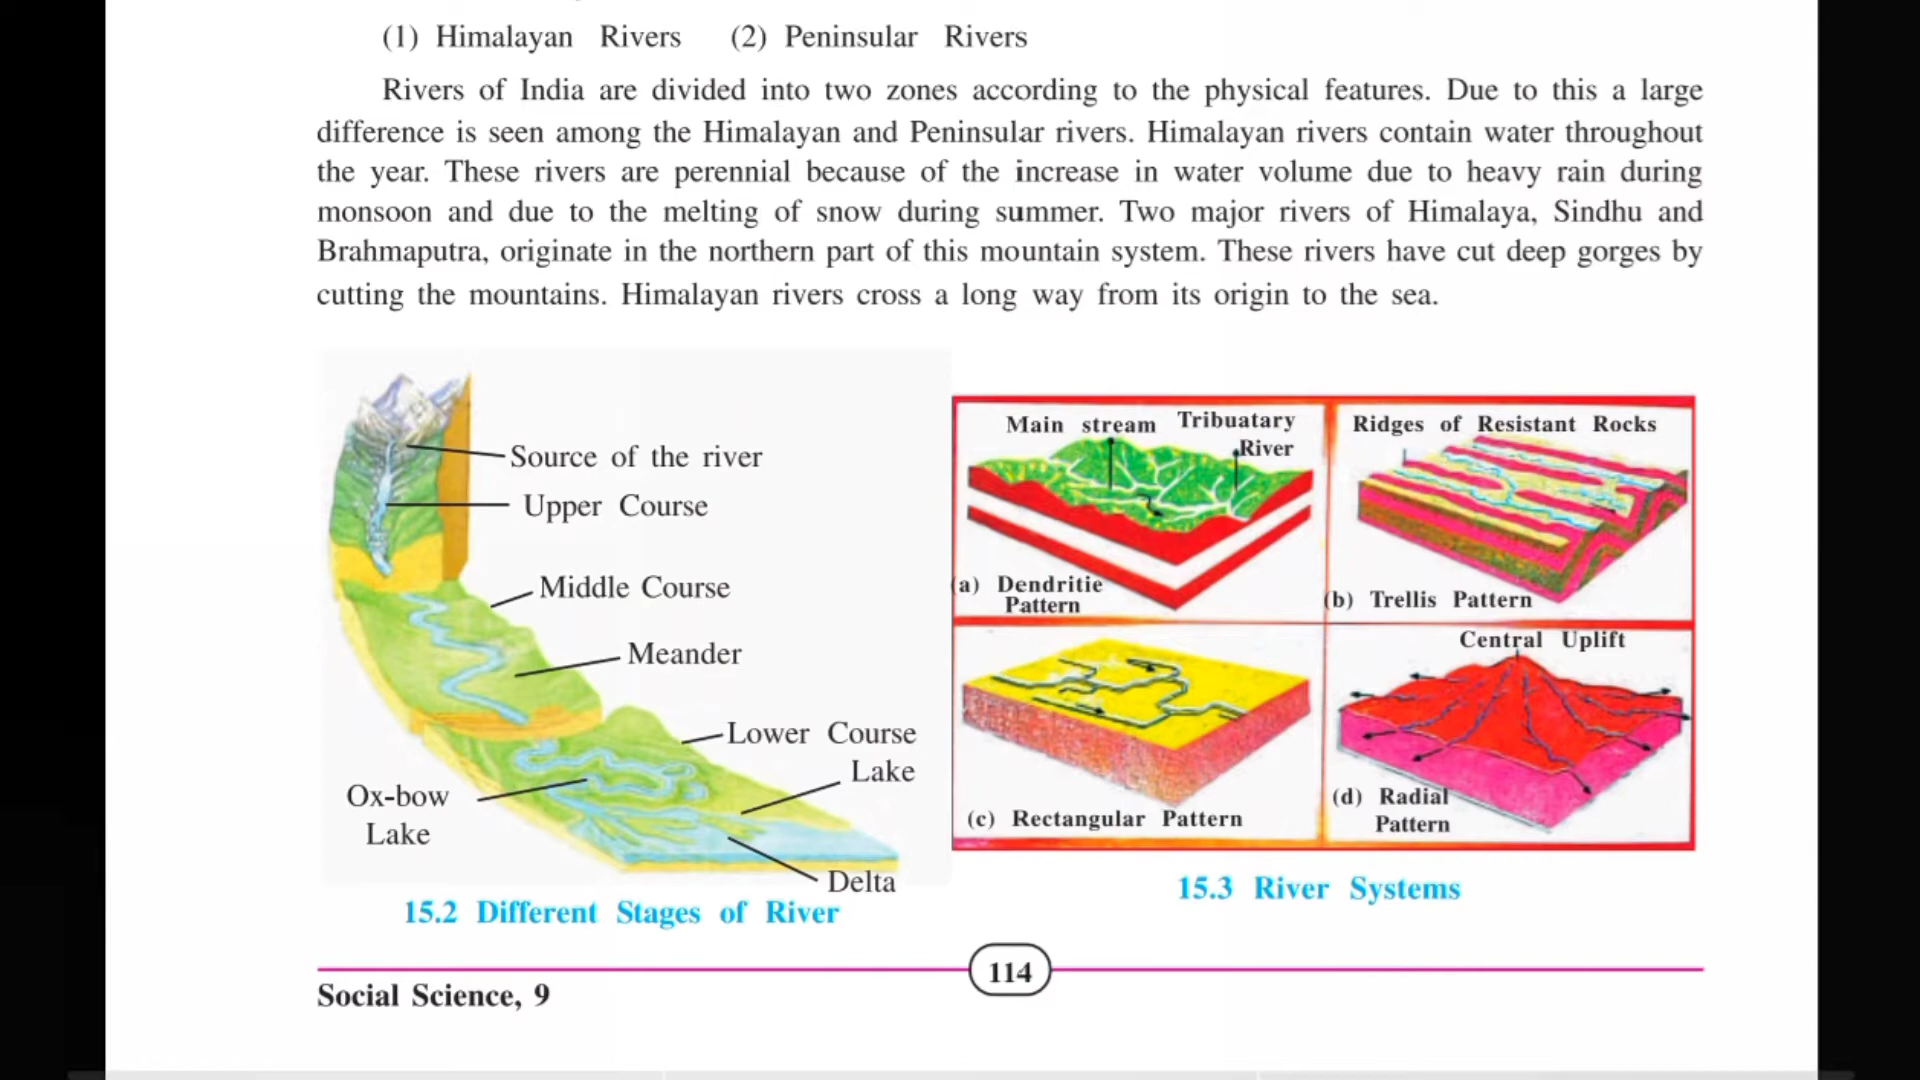 (1) Himalayan Rivers (2) Peninsular Rivers
Rivers of India are divided into two zones according to the physical features. Due to this a large
difference is seen among the Himalayan and Peninsular rivers. Himalayan rivers contain water throughout
the year. These rivers are perennial because of the increase in water volume due to heavy rain during
monsoon and due to the melting of snow during summer. Two major rivers of Himalaya, Sindhu and
Brahmaputra, originate in the northern part of this mountain system. These rivers have cut deep gorges by
cutting the mountains. Himalayan rivers cross a long way from its origin to the sea.
Source of the river
Upper Course
Middle Course
Meander
Lower Course
Lake
Ox-bow
Lake
Delta
15.2 Different Stages of River
Main stream
Tribuatary
River
(a) Dendritie
Pattern
Ridges of Resistant Rocks
(b) Trellis Pattern
(c) Rectangular Pattern
Central Uplift
(d) Radial
Pattern
15.3 River Systems
114
Social Science, 9